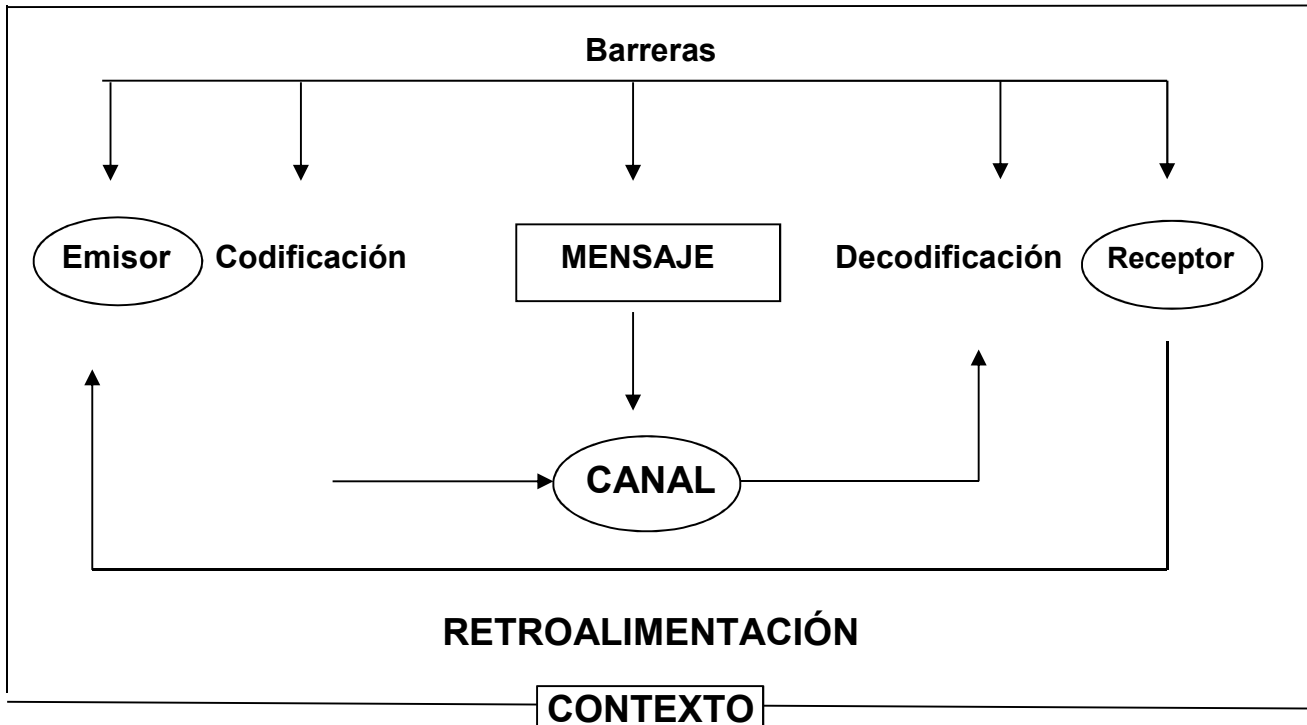 Barreras
Emisor Codificación MENSAJE Decodificación Receptor
CANAL
RETROALIMENTACIÓN
CONTEXTO